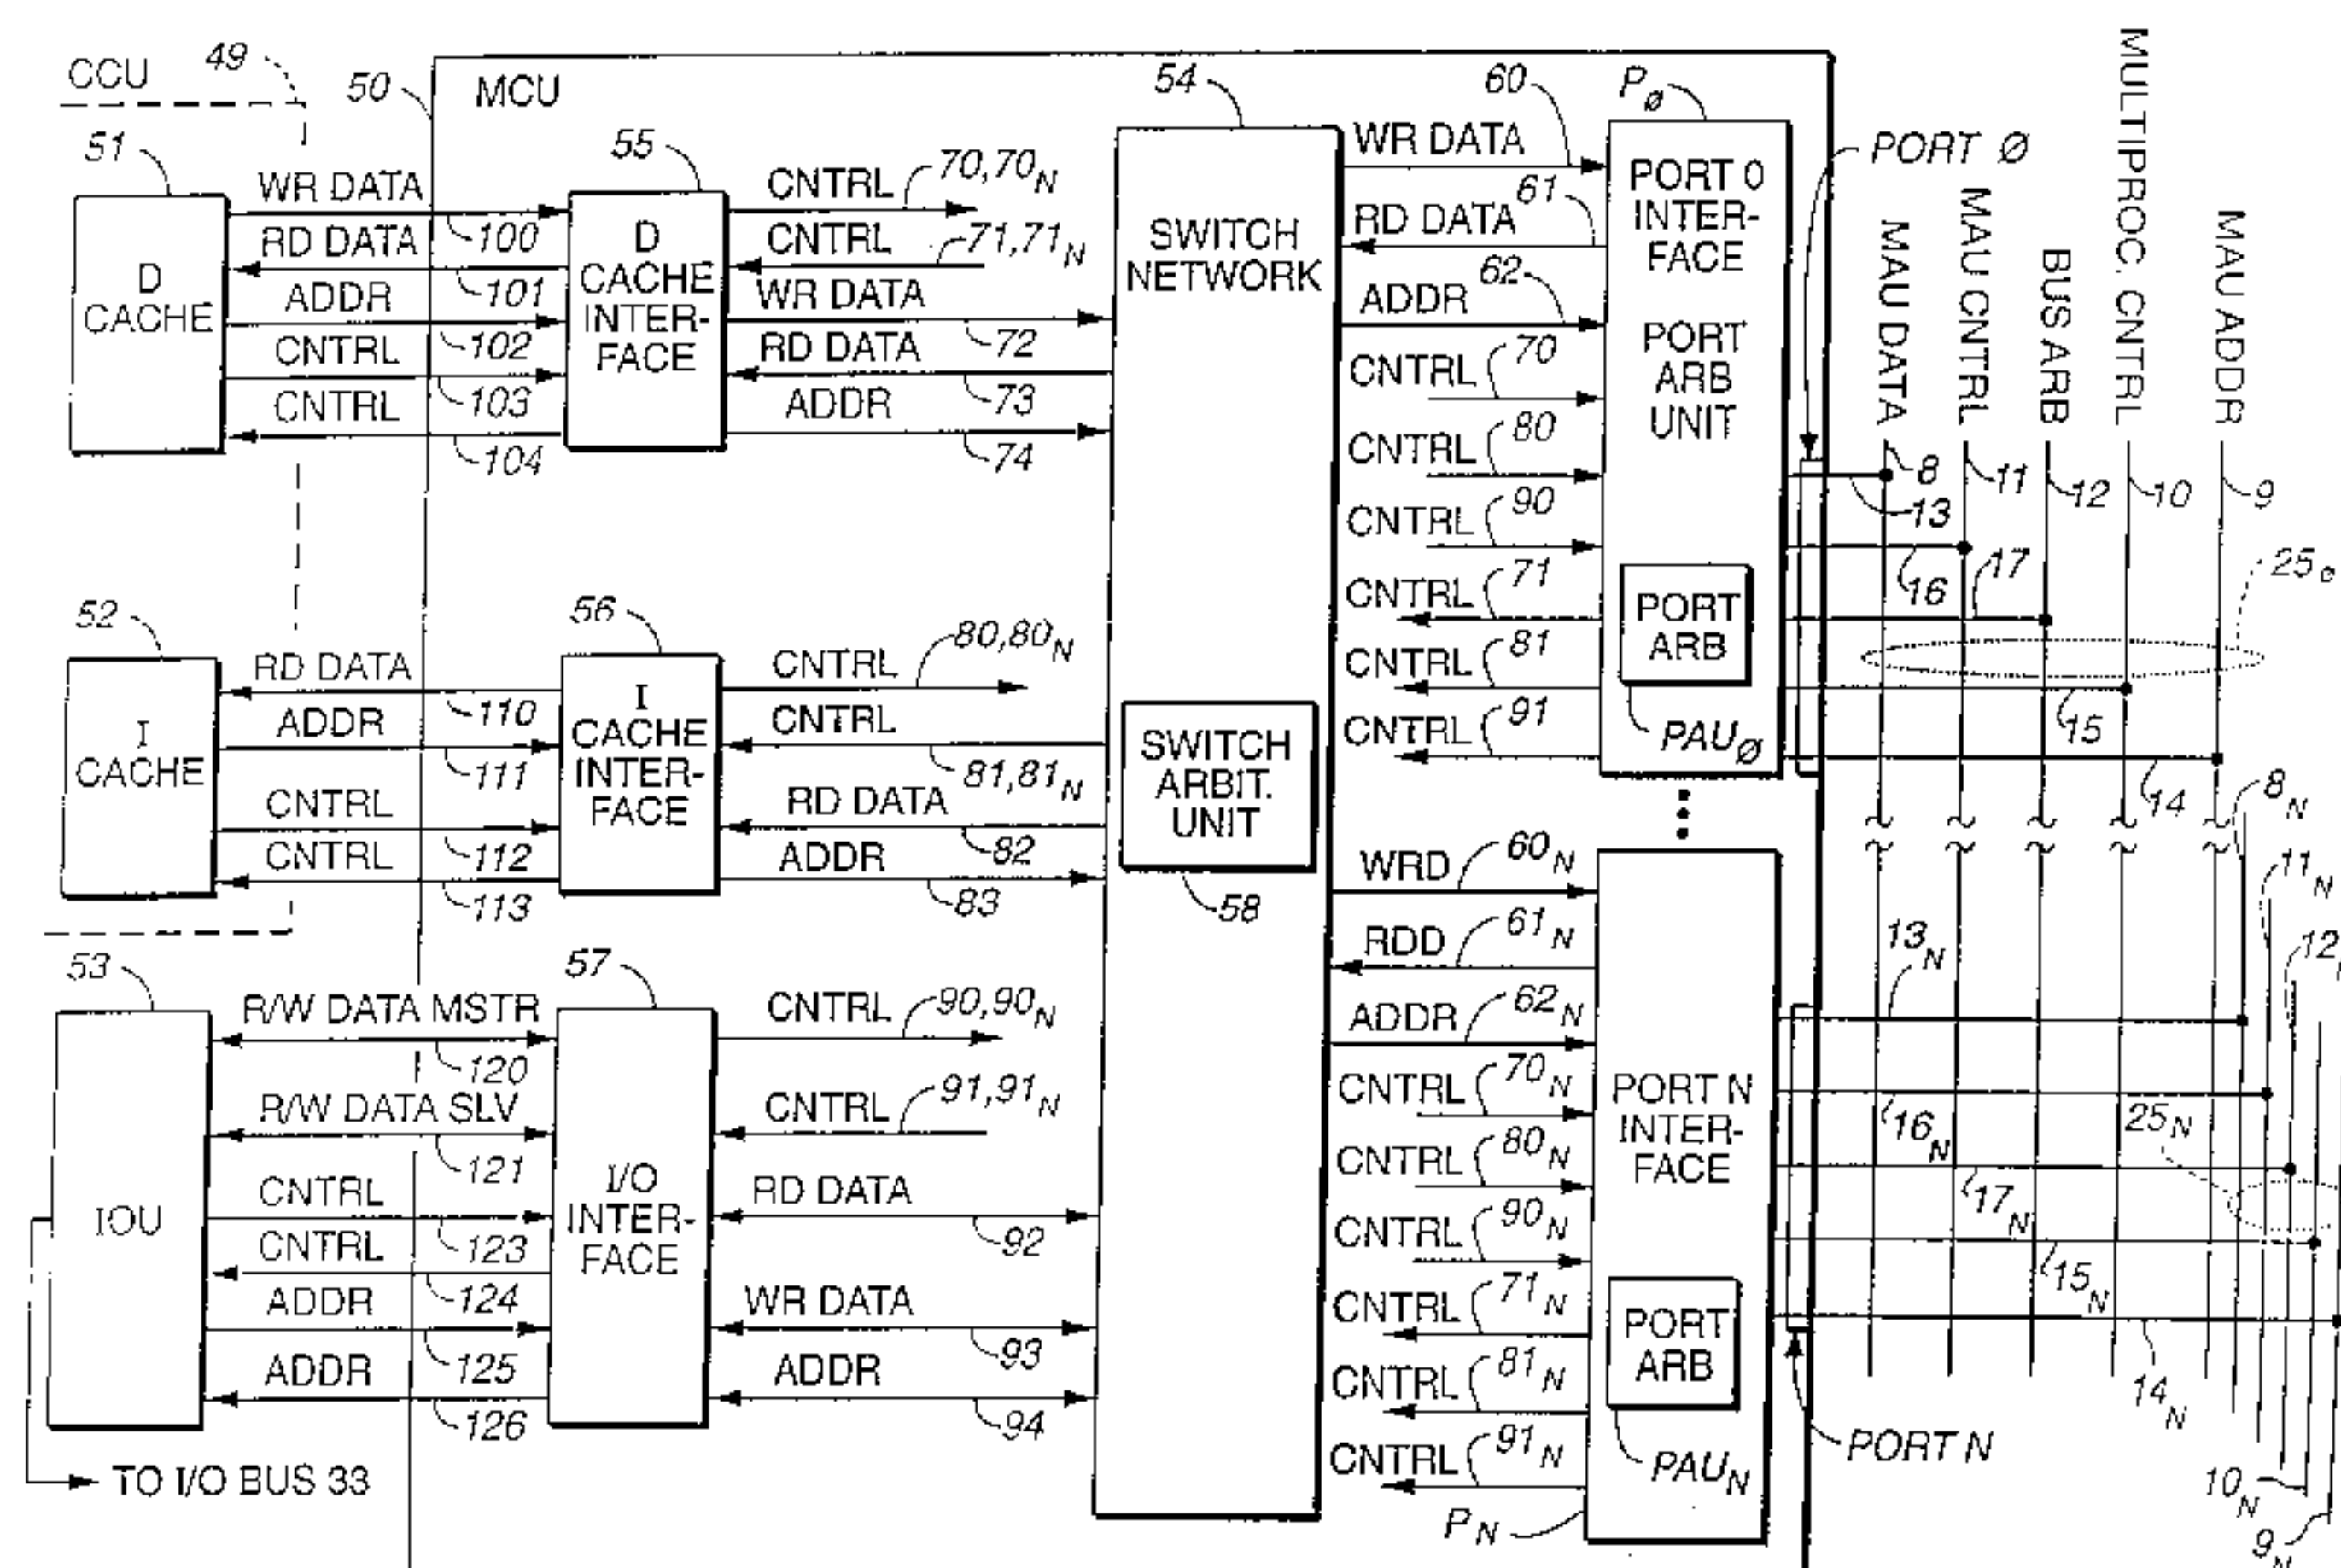 CCU
49
50
MCU
54
60
PØ
PORT Ø
51
D
CACHE
WR DATA
100
RD DATA
101
ADDR
102
CNTRL
103
CNTRL
104
55
D
CACHE
INTER-
FACE
CNTRL
70,70N
CNTRL
71,71N
WR DATA
72
RD DATA
73
ADDR
74
SWITCH
NETWORK
WR DATA
RD DATA
61
ADDR
62
CNTRL
70
CNTRL
80
CNTRL
90
CNTRL
71
CNTRL
81
CNTRL
91
PORT 0
INTER-
FACE
PORT
ARB
UNIT
PORT
ARB
PAUØ
MAU DATA
MAU CNTRL
BUS ARB
MULTIPROC. CNTRL
MAU ADDR
8
11
12
10
9
13
16
17
25ø
15
14
52
I
CACHE
RD DATA
110
ADDR
111
CNTRL
112
CNTRL
113
56
I
CACHE
INTER-
FACE
CNTRL
80,80N
CNTRL
81,81N
RD DATA
82
ADDR
83
SWITCH
ARBIT.
UNIT
58
8N
11N
12
53
IOU
R/W DATA MSTR
120
R/W DATA SLV
121
CNTRL
123
CNTRL
124
ADDR
125
ADDR
126
TO I/O BUS 33
57
I/O
INTER-
FACE
CNTRL
90,90N
CNTRL
91,91N
RD DATA
92
WR DATA
93
ADDR
94
WRD
60N
RDD
61N
ADDR
62N
CNTRL
70N
CNTRL
80N
CNTRL
90N
CNTRL
71N
CNTRL
81N
CNTRL
91N
PORT N
INTER-
FACE
PORT
ARB
PAUN
PN
PORT N
13N
16N
25N
17N
15N
14N
10N
9N